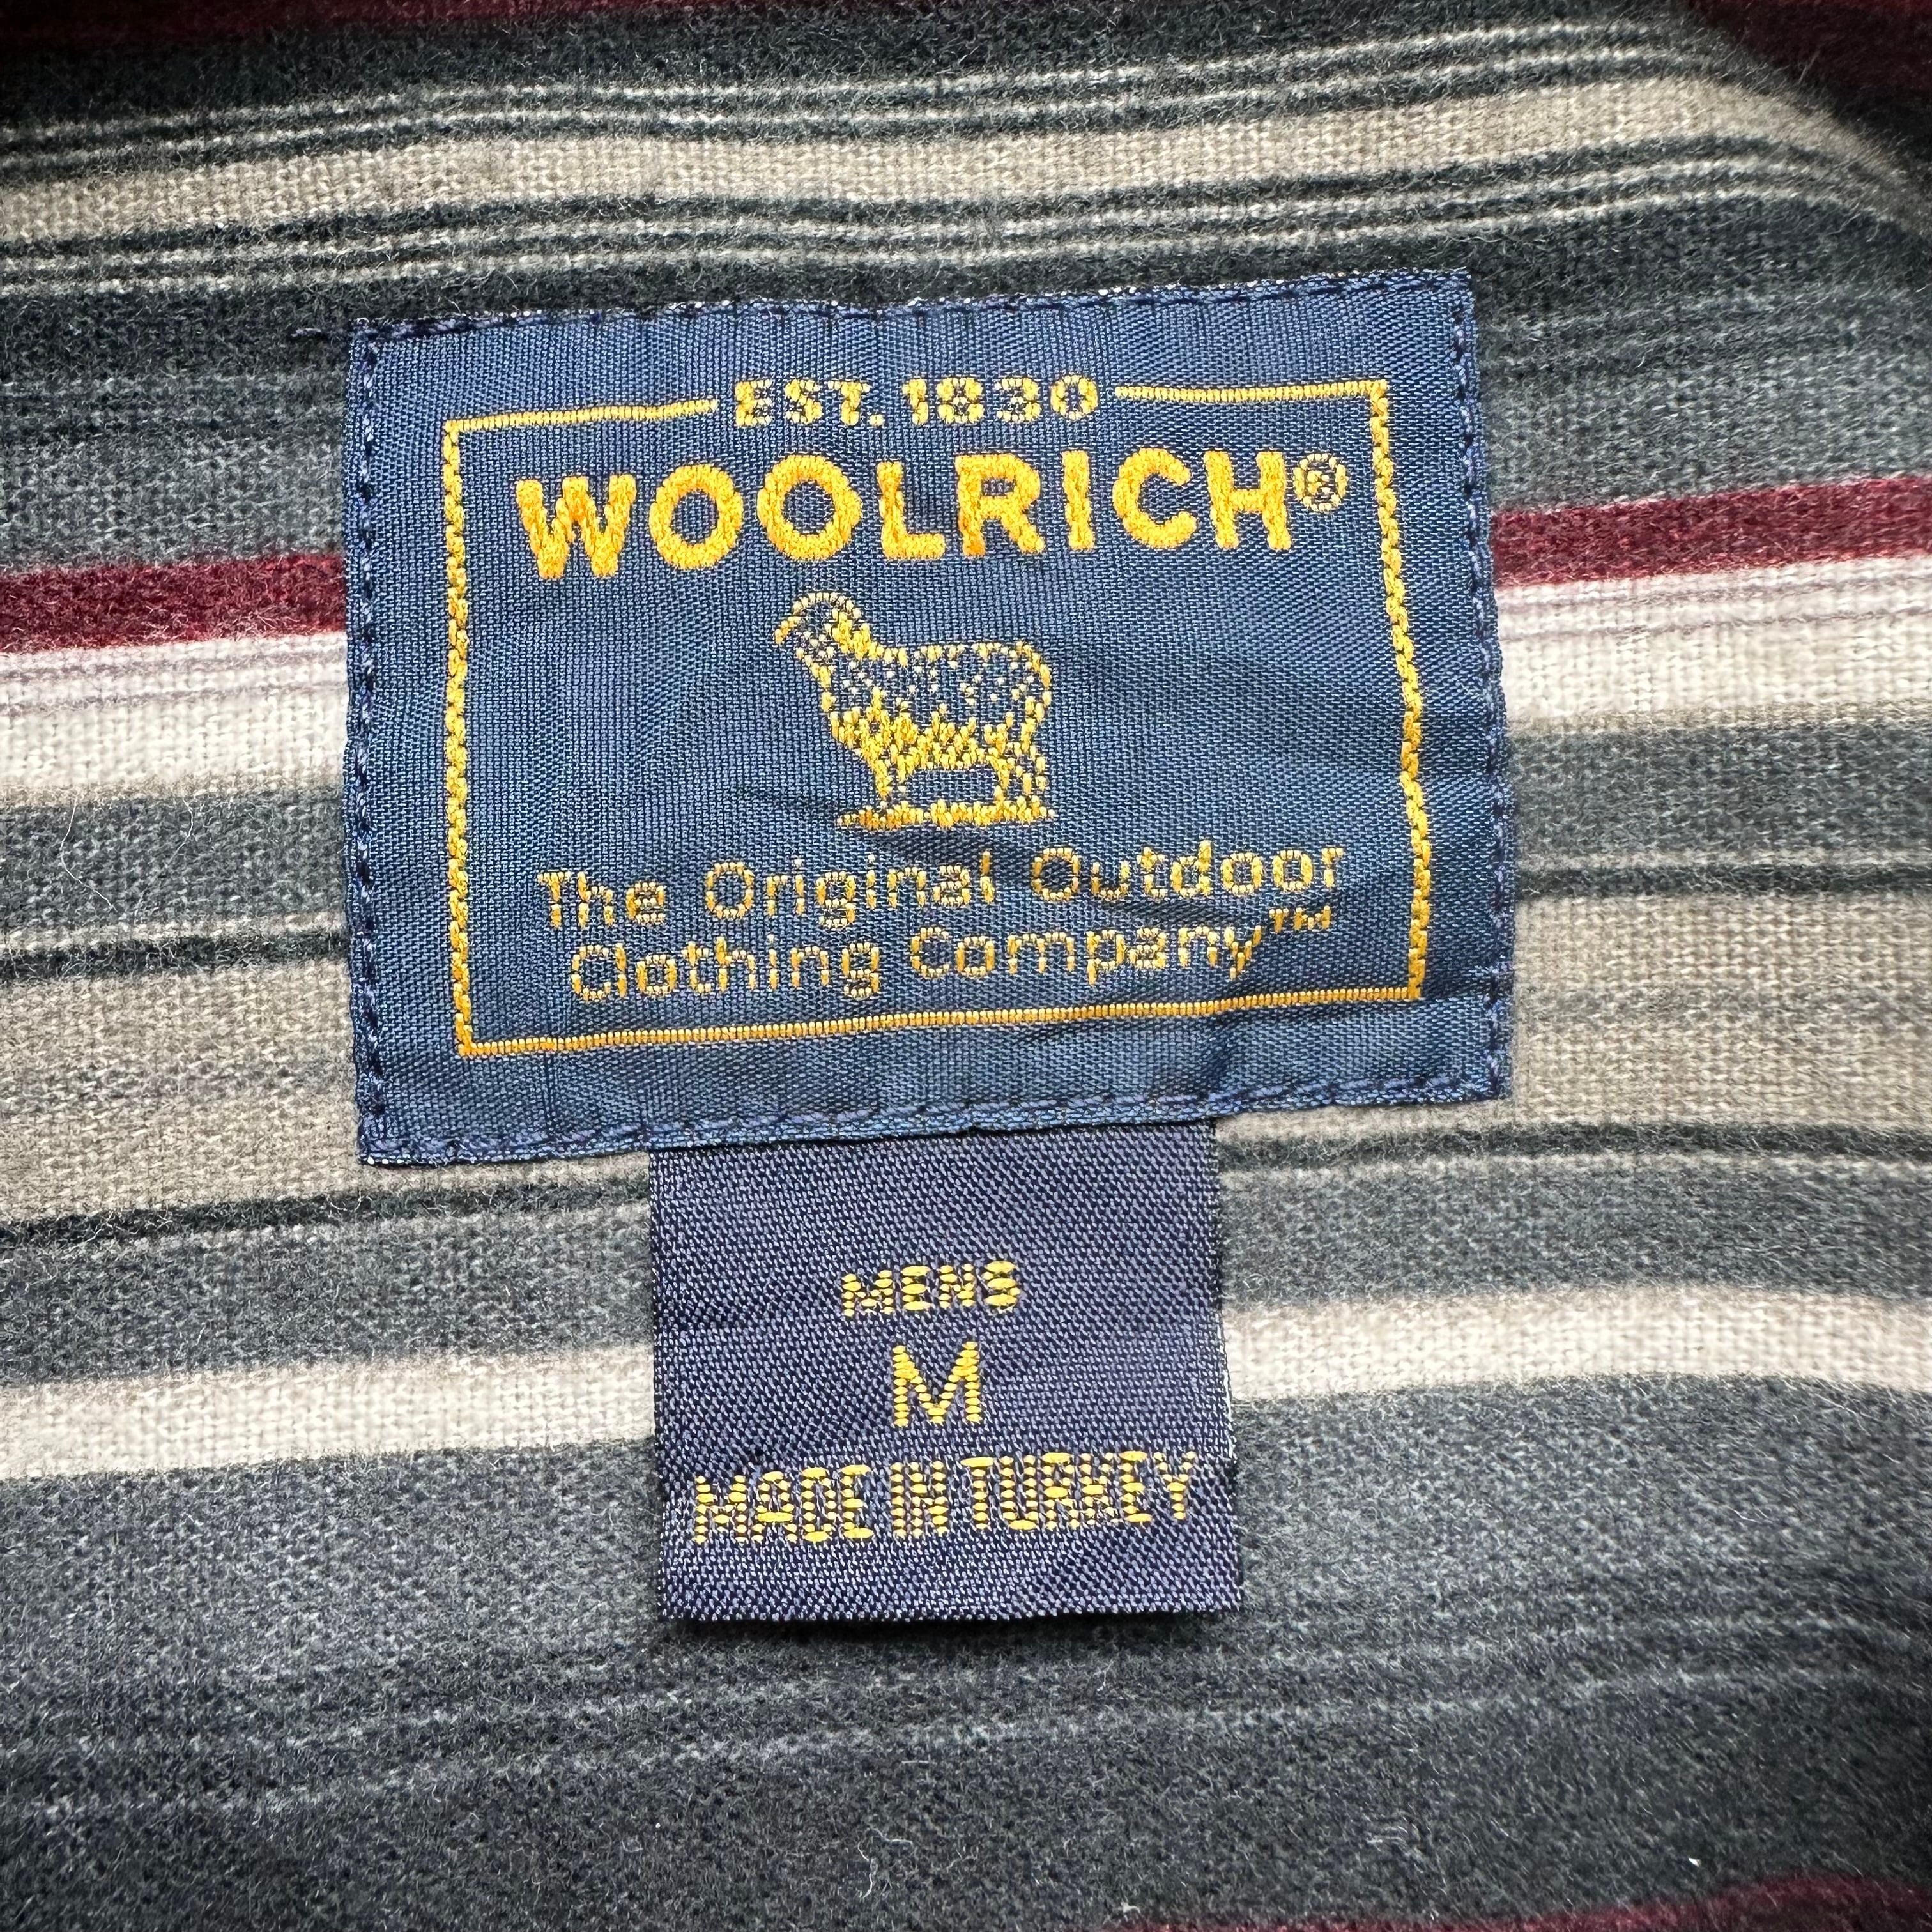 EST. 1830
WOOLRICH®
The Original Outdoor
Clothing Company™
MENS
M
MADE IN TURKEY